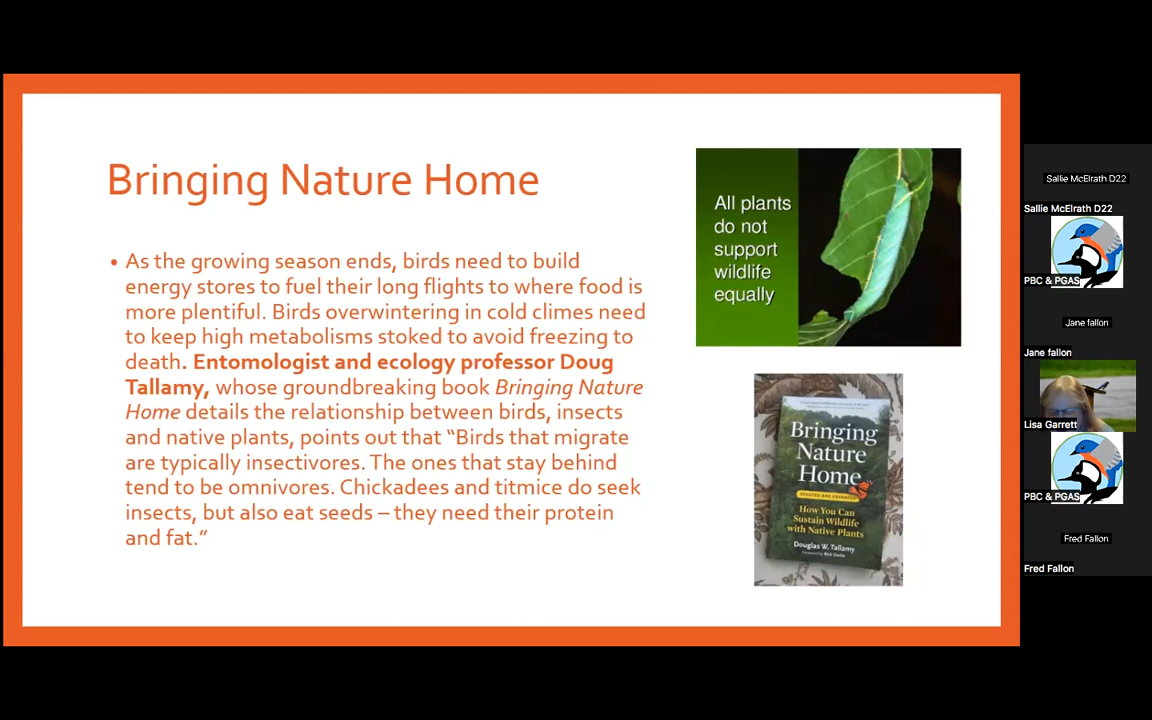 Bringing Nature Home
• As the growing season ends, birds need to build
energy stores to fuel their long flights to where food is
more plentiful. Birds overwintering in cold climes need
to keep high metabolisms stoked to avoid freezing to
death. Entomologist and ecology professor Doug
Tallamy, whose groundbreaking book Bringing Nature
Home details the relationship between birds, insects
and native plants, points out that “Birds that migrate
are typically insectivores. The ones that stay behind
tend to be omnivores. Chickadees and titmice do seek
insects, but also eat seeds – they need their protein
and fat.”
All plants
do not
support
wildlife
equally
Bringing
Nature
Home
UPDATED AND EXPANDED
How You Can
Sustain Wildlife
with Native Plants
Douglas W. Tallamy
Foreword by Rick Darke
Sallie McElrath D22
Sallie McElrath D22
PBC & PGAS
Jane fallon
Jane fallon
Lisa Garrett
PBC & PGAS
Fred Fallon
Fred Fallon